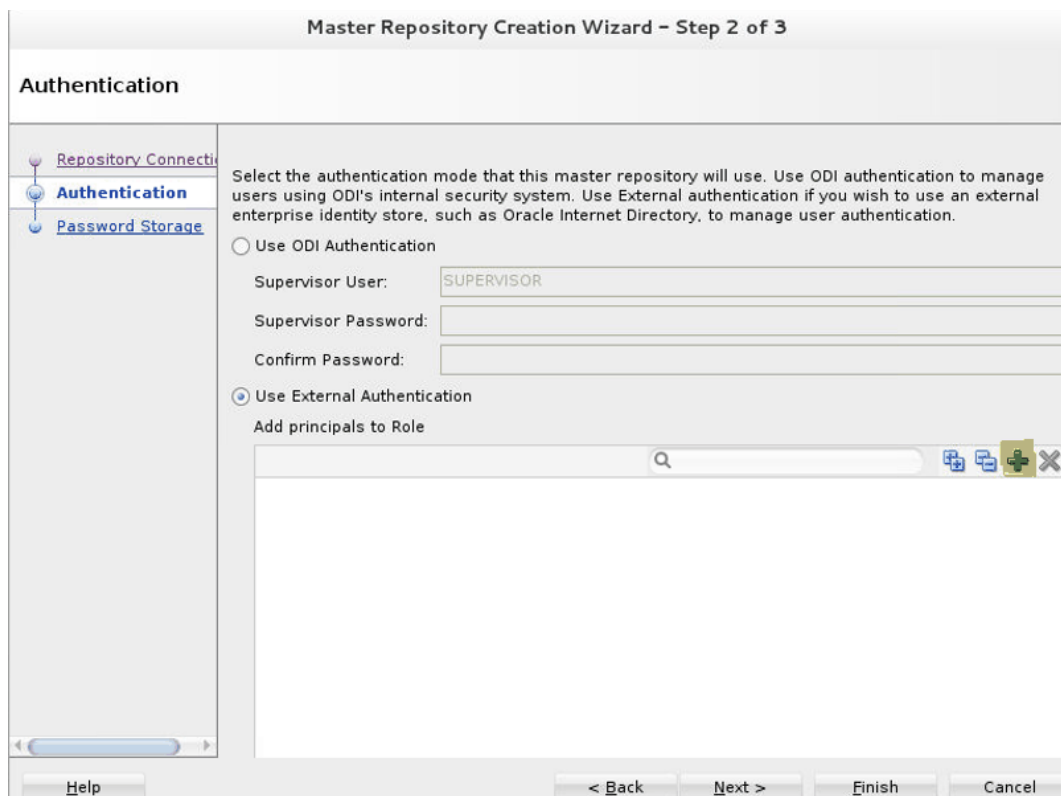 Master Repository Creation Wizard – Step 2 of 3
Authentication
Repository Connecti
Authentication
Password Storage
Select the authentication mode that this master repository will use. Use ODI authentication to manage
users using ODI's internal security system. Use External authentication if you wish to use an external
enterprise identity store, such as Oracle Internet Directory, to manage user authentication.
Use ODI Authentication
Supervisor User: SUPERVISOR
Supervisor Password:
Confirm Password:
Use External Authentication
Add principals to Role
Help < Back Next > Finish Cancel